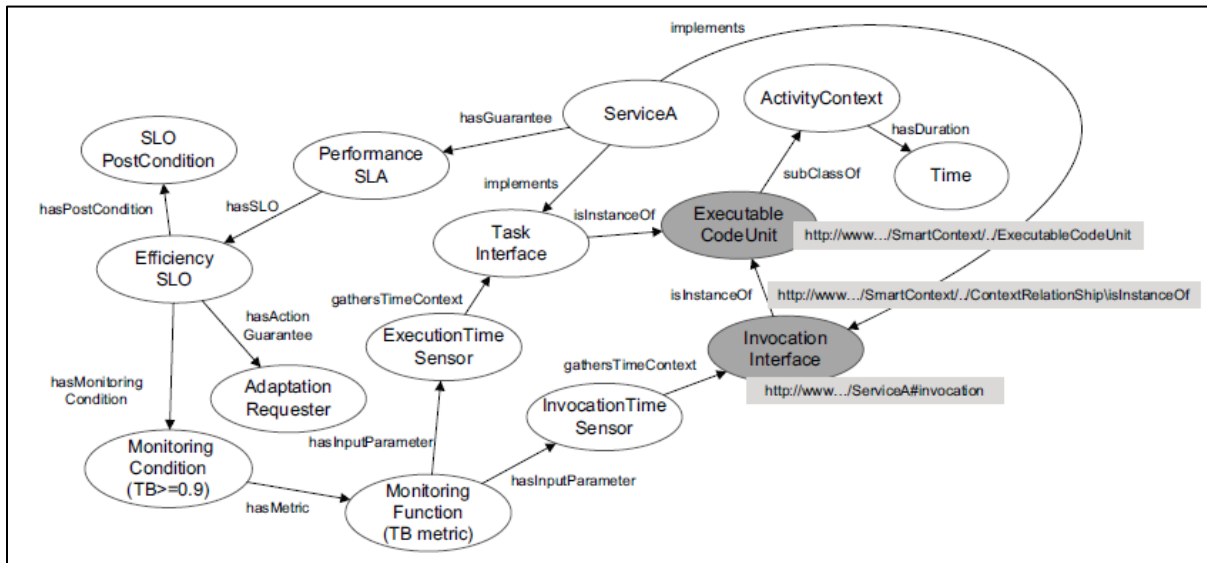 implements
ServiceA
ActivityContext
hasGuarantee
hasDuration
SLO
PostCondition
Performance
SLA
Time
implements
subClassOf
hasPostCondition
hasSLO
isInstanceOf
Executable
CodeUnit
Task
Interface
http://www.../SmartContext/../ExecutableCodeUnit
Efficiency
SLO
gathersTimeContext
isInstanceOf
http://www.../SmartContext/../ContextRelationShip\isInstanceOf
hasAction
Guarantee
ExecutionTime
Sensor
Invocation
Interface
gathersTimeContext
hasMonitoring
Condition
Adaptation
Requester
http://www.../ServiceA#invocation
InvocationTime
Sensor
hasInputParameter
Monitoring
Condition
(TB>=0.9)
hasInputParameter
hasMetric
Monitoring
Function
(TB metric)